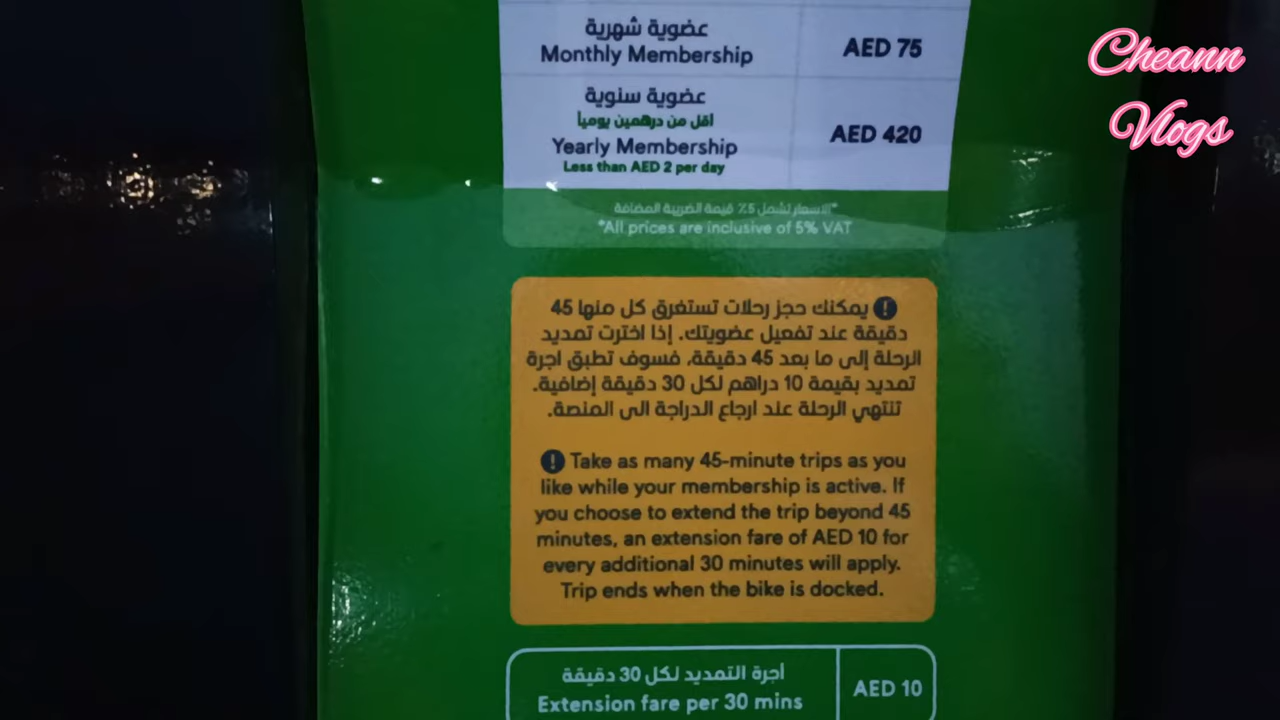 عضوية شهرية
Monthly Membership
AED 75
عضوية سنوية
اقل من درهمين يومياً
Yearly Membership
Less than AED 2 per day
AED 420
*الاسعار تشمل 5٪ قيمة الضريبة المضافة
*All prices are inclusive of 5% VAT
يمكنك حجز رحلات تستغرق كل منها 45
دقيقة عند تفعيل عضويتك. إذا اخترت تمديد
الرحلة إلى ما بعد 45 دقيقة، فسوف تطبق اجرة
تمديد بقيمة 10 دراهم لكل 30 دقيقة إضافية.
تنتهي الرحلة عند ارجاع الدراجة الى المنصة.
Take as many 45-minute trips as you
like while your membership is active. If
you choose to extend the trip beyond 45
minutes, an extension fare of AED 10 for
every additional 30 minutes will apply.
Trip ends when the bike is docked.
اجرة التمديد لكل 30 دقيقة
Extension fare per 30 mins
AED 10
Cheann
Vlogs